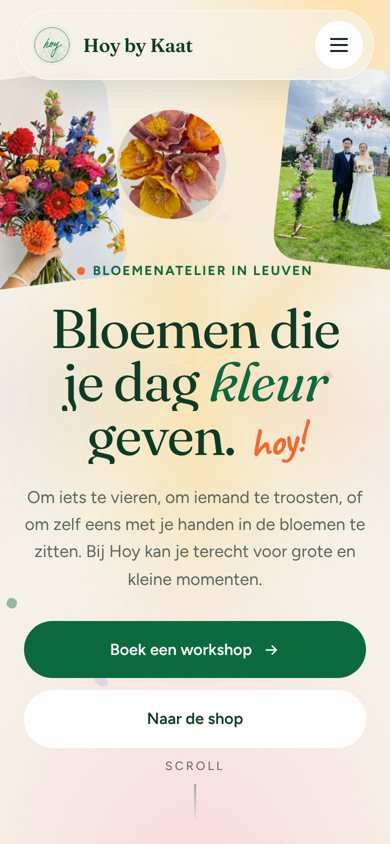 hoy
Hoy by Kaat
BLOEMENATELIER IN LEUVEN
Bloemen die
je dag kleur
geven. hoy!
Om iets te vieren, om iemand te troosten, of
om zelf eens met je handen in de bloemen te
zitten. Bij Hoy kan je terecht voor grote en
kleine momenten.
Boek een workshop →
Naar de shop
SCROLL